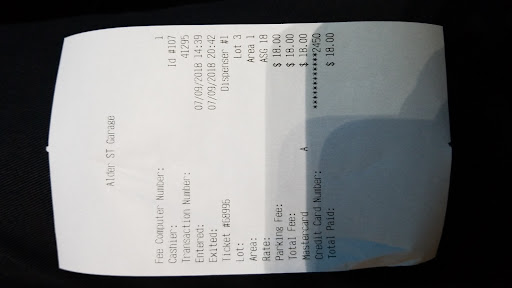 Alder ST Garage
Fee Computer Number: 1
Cashier: Id #107
Transaction Number: 41295
Entered: 07/09/2018 14:39
Exited: 07/09/2018 20:42
Ticket #68996 Dispenser #1
Lot: Lot 3
Area: Area 1
Rate: ASG 18
Parking Fee: $ 18.00
Total Fee: $ 18.00
Mastercard A $ 18.00
Credit Card Number: ************2450
Total Paid: $ 18.00